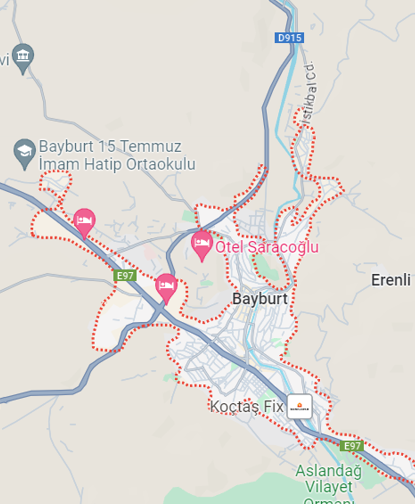 D915
vi
İstikbal Cd.
Bayburt 15 Temmuz
İmam Hatip Ortaokulu
Otel Saraçoğlu
E97
Erenli
Bayburt
Koçtaş Fix
E97
Aslandağ
Vilayet
Ormanı